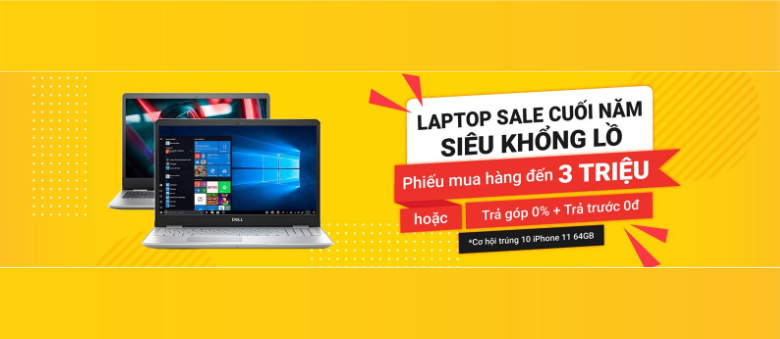 LAPTOP SALE CUỐI NĂM
SIÊU KHỔNG LỒ
Phiếu mua hàng đến 3 TRIỆU
hoặc
Trả góp 0% + Trả trước 0đ
*Cơ hội trúng 10 iPhone 11 64GB
DELL